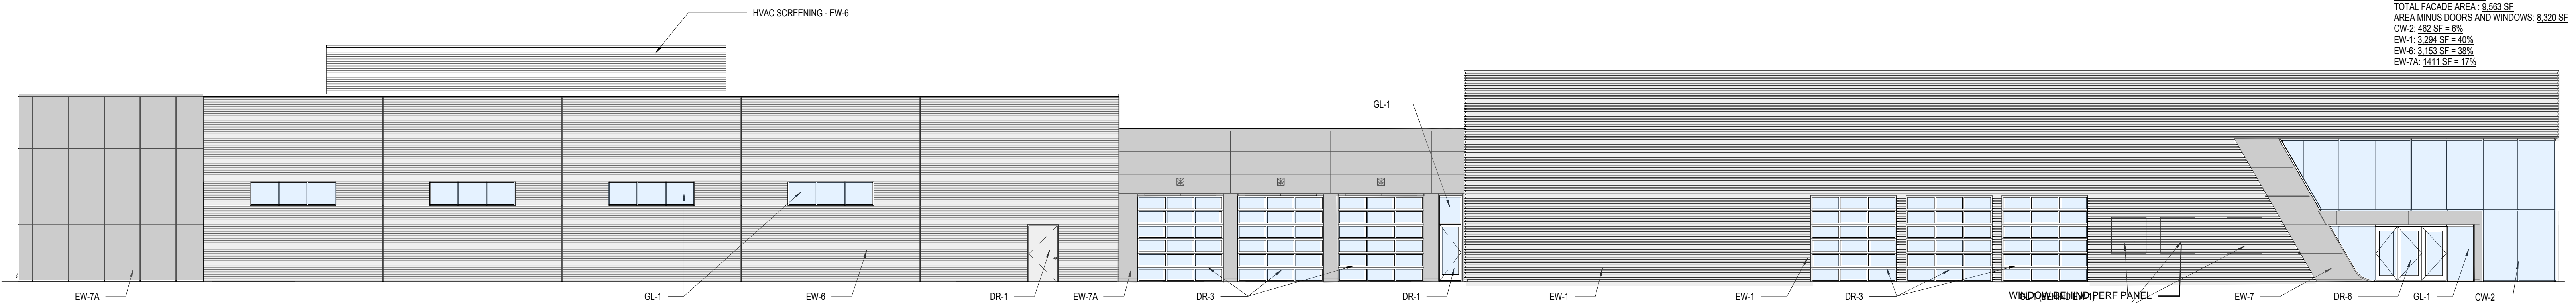 HVAC SCREENING - EW-6
TOTAL FACADE AREA : 9,563 SF
AREA MINUS DOORS AND WINDOWS: 8,320 SF
CW-2: 462 SF = 6%
EW-1: 3,294 SF = 40%
EW-6: 3,153 SF = 38%
EW-7A: 1411 SF = 17%
GL-1
EW-7A
GL-1
EW-6
DR-1
EW-7A
DR-3
DR-1
EW-1
EW-1
DR-3
WINDOW BEHIND PERF PANEL
EW-7
DR-6
GL-1
CW-2